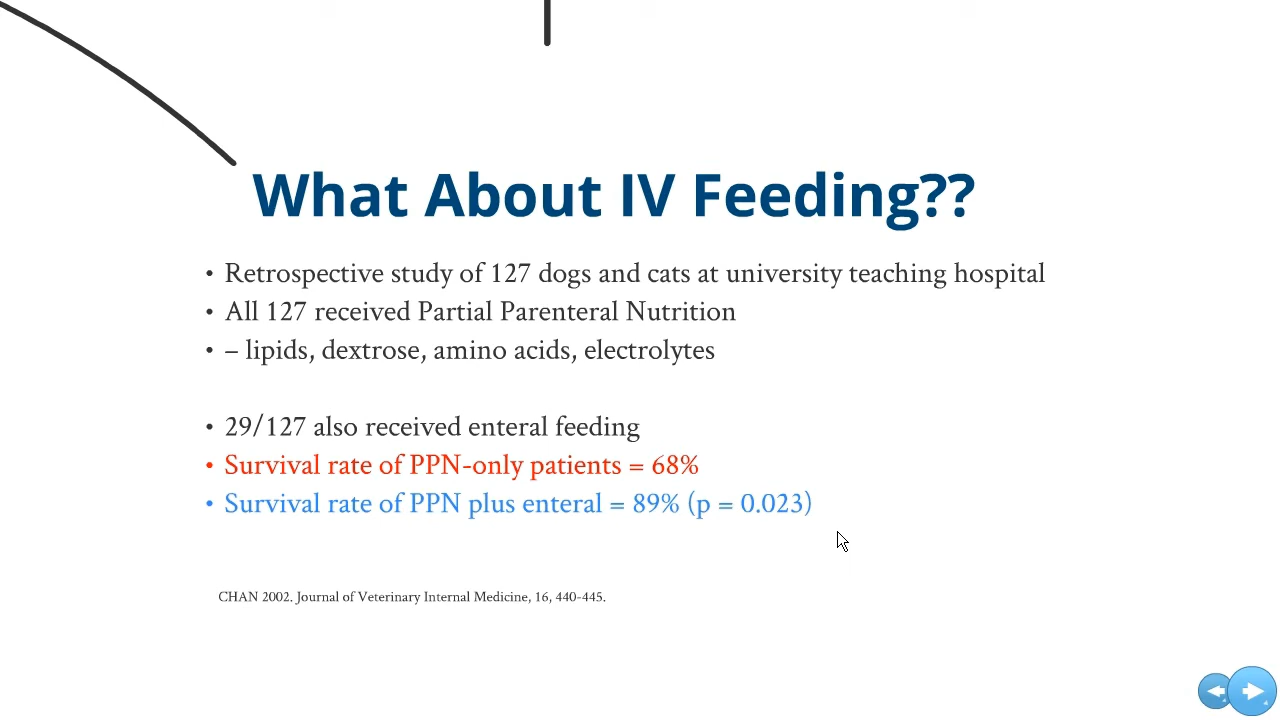 What About IV Feeding??
• Retrospective study of 127 dogs and cats at university teaching hospital
• All 127 received Partial Parenteral Nutrition
• – lipids, dextrose, amino acids, electrolytes
• 29/127 also received enteral feeding
• Survival rate of PPN-only patients = 68%
• Survival rate of PPN plus enteral = 89% (p = 0.023)
CHAN 2002. Journal of Veterinary Internal Medicine, 16, 440-445.